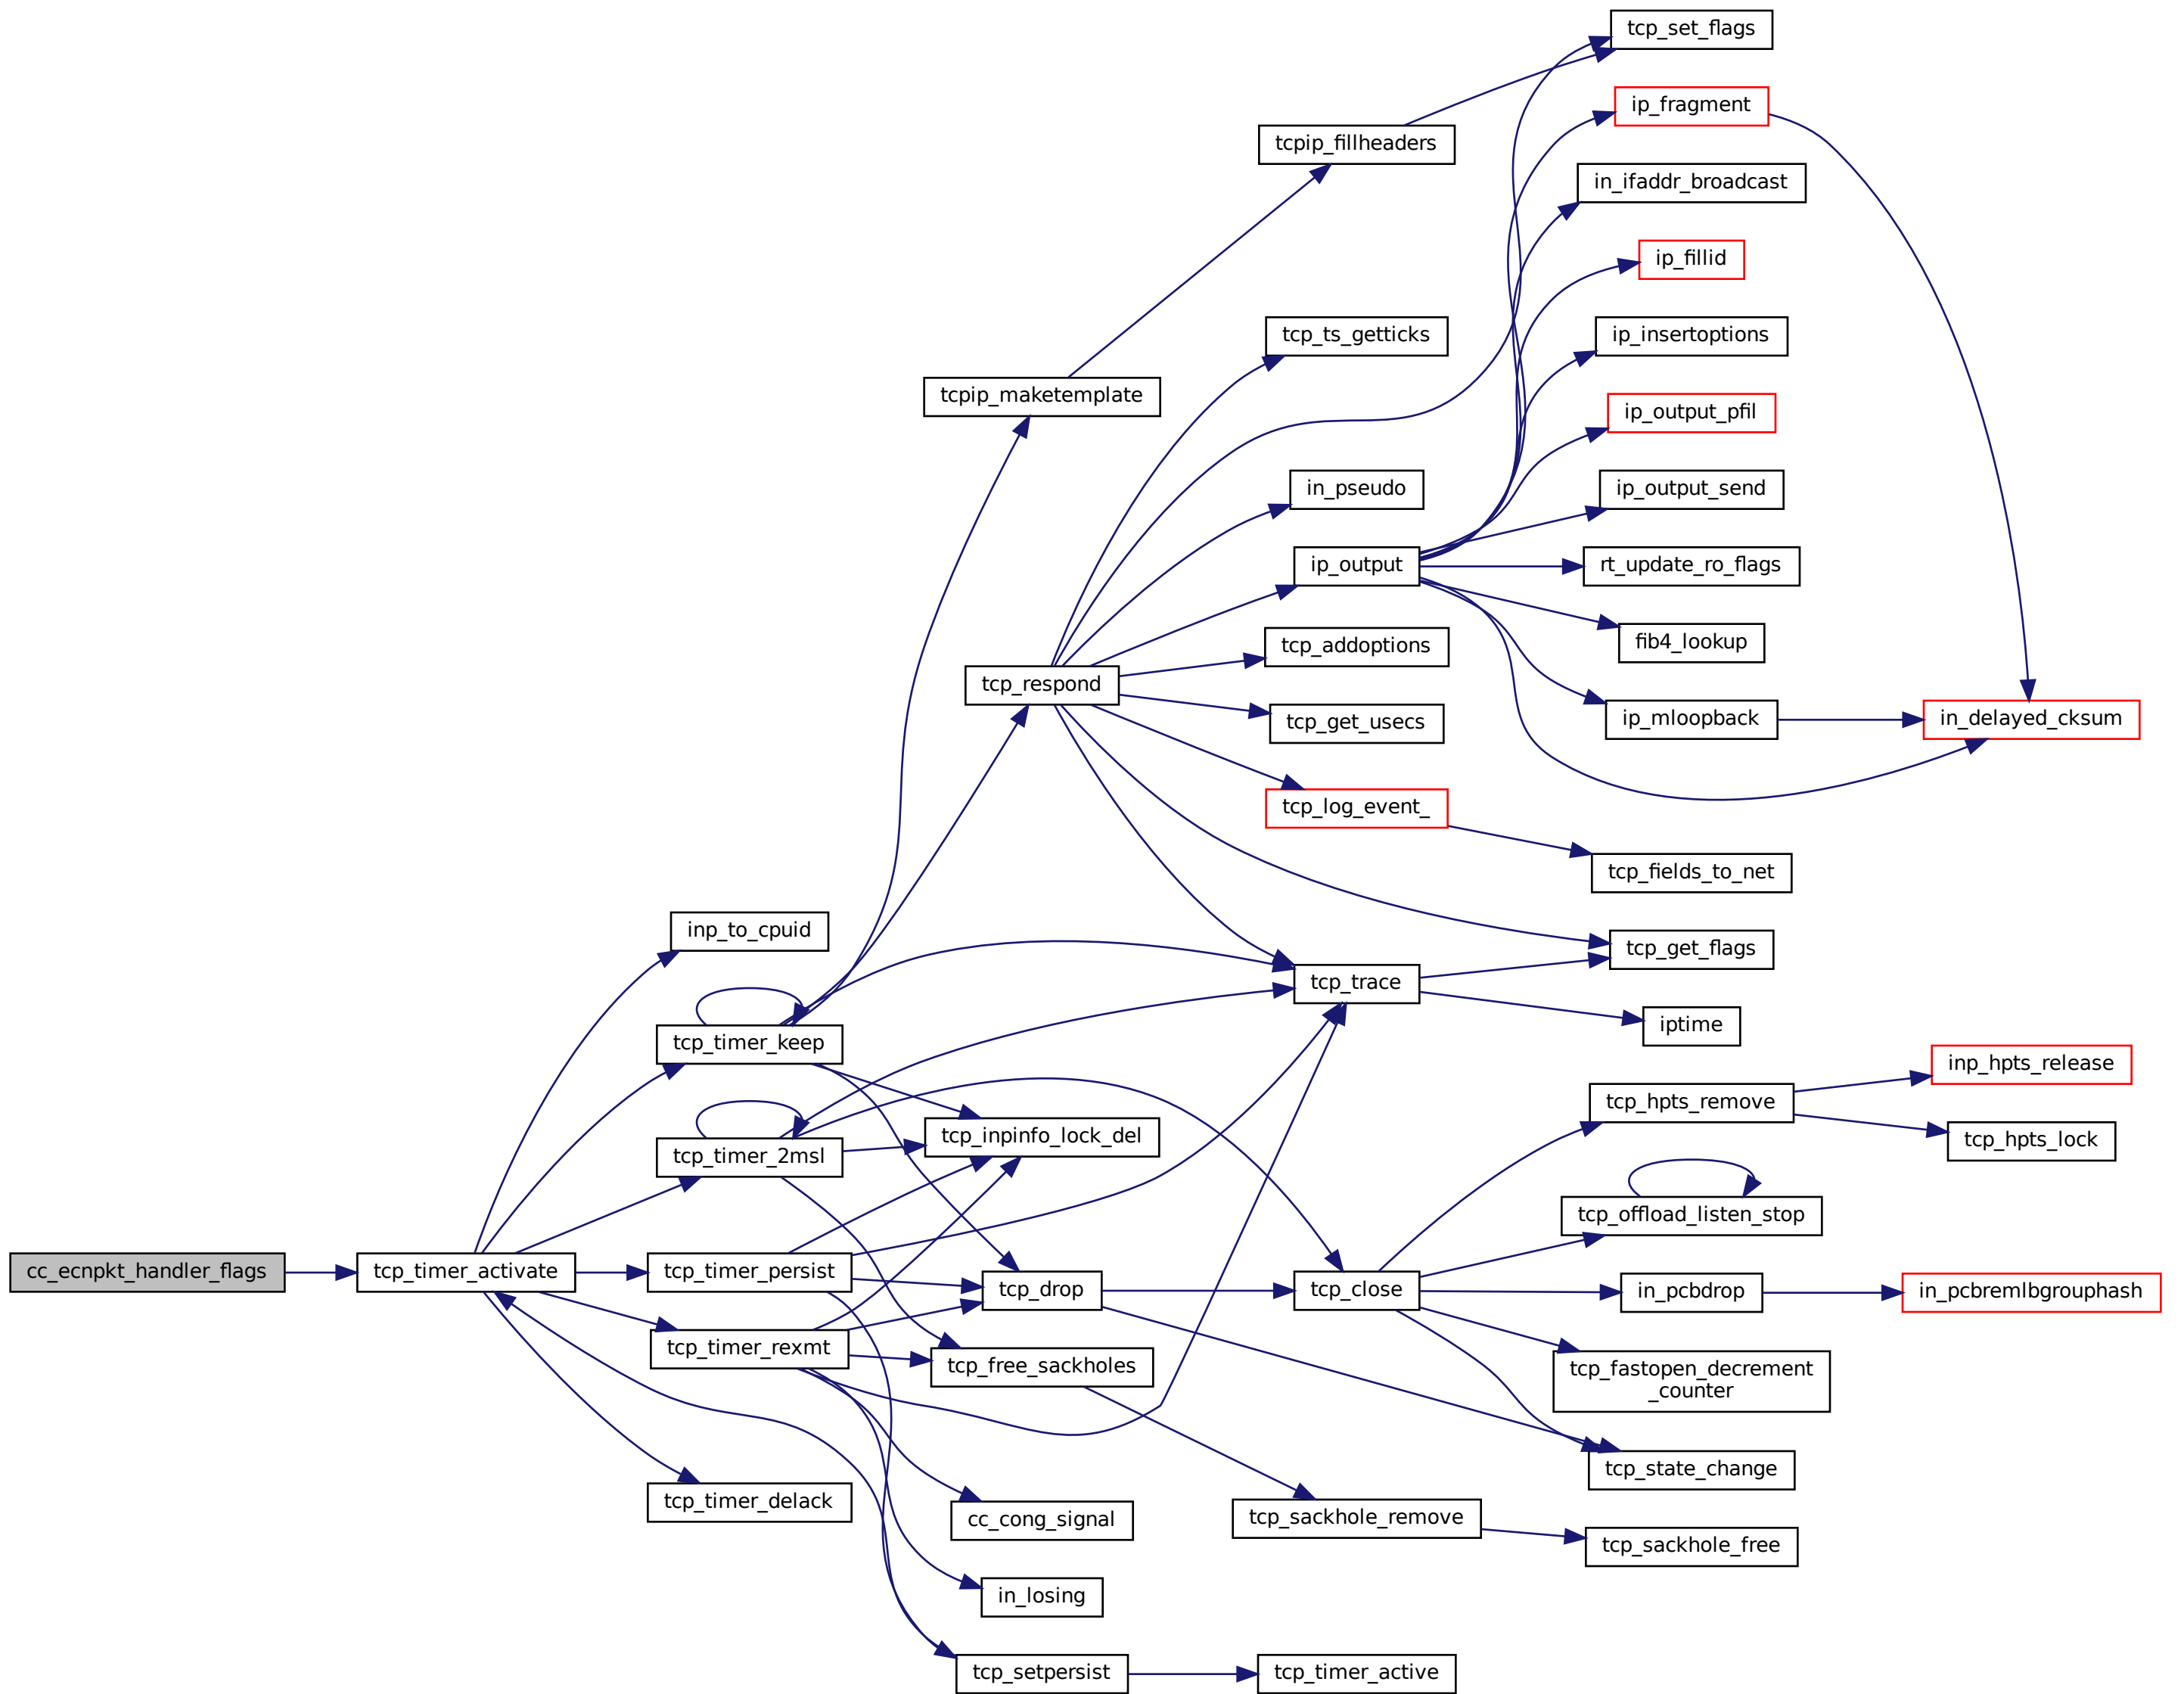 tcp_set_flags
ip_fragment
tcpip_fillheaders
in_ifaddr_broadcast
ip_fillid
tcp_ts_getticks
ip_insertoptions
tcpip_maketemplate
ip_output_pfil
in_pseudo
ip_output_send
ip_output
rt_update_ro_flags
tcp_addoptions
fib4_lookup
tcp_respond
tcp_get_usecs
ip_mloopback
in_delayed_cksum
tcp_log_event_
tcp_fields_to_net
inp_to_cpuid
tcp_get_flags
tcp_trace
iptime
tcp_timer_keep
inp_hpts_release
tcp_hpts_remove
tcp_inpinfo_lock_del
tcp_hpts_lock
tcp_timer_2msl
tcp_offload_listen_stop
cc_ecnpkt_handler_flags
tcp_timer_activate
tcp_timer_persist
tcp_drop
tcp_close
in_pcbdrop
in_pcbremlbgrouphash
tcp_timer_rexmt
tcp_free_sackholes
tcp_fastopen_decrement
_counter
tcp_state_change
tcp_timer_delack
cc_cong_signal
tcp_sackhole_remove
tcp_sackhole_free
in_losing
tcp_setpersist
tcp_timer_active